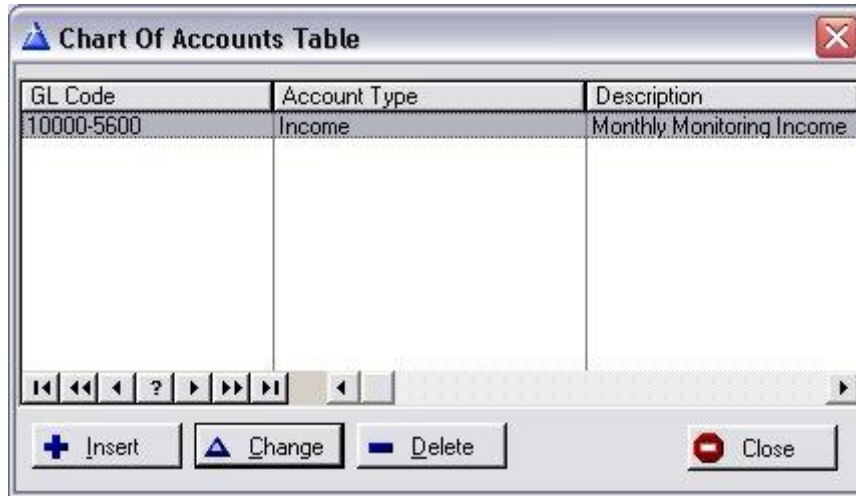 Chart Of Accounts Table
GL Code Account Type Description
10000-5600 Income Monthly Monitoring Income
?
Insert Change Delete Close